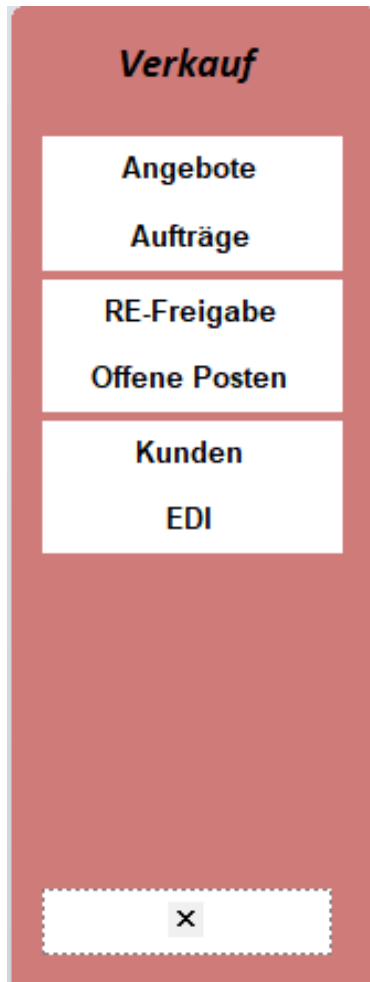 Verkauf
Angebote
Aufträge
RE-Freigabe
Offene Posten
Kunden
EDI